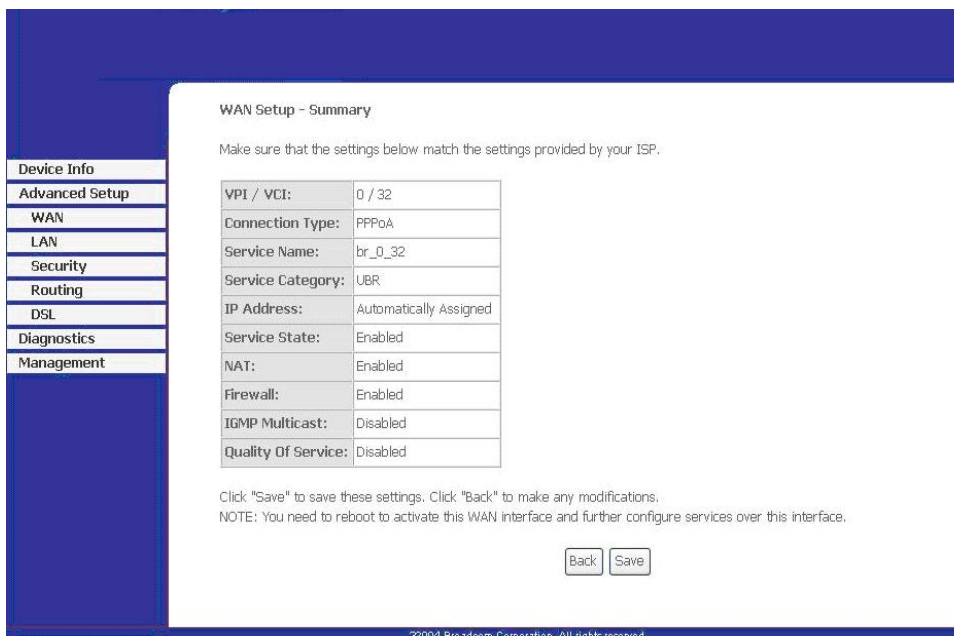 WAN Setup - Summary
Make sure that the settings below match the settings provided by your ISP.
Device Info
Advanced Setup
WAN
LAN
Security
Routing
DSL
Diagnostics
Management
VPI / VCI: 0 / 32
Connection Type: PPPoA
Service Name: br_0_32
Service Category: UBR
IP Address: Automatically Assigned
Service State: Enabled
NAT: Enabled
Firewall: Enabled
IGMP Multicast: Disabled
Quality Of Service: Disabled
Click "Save" to save these settings. Click "Back" to make any modifications.
NOTE: You need to reboot to activate this WAN interface and further configure services over this interface.
Back Save
Broadcom Corporation. All rights reserved.